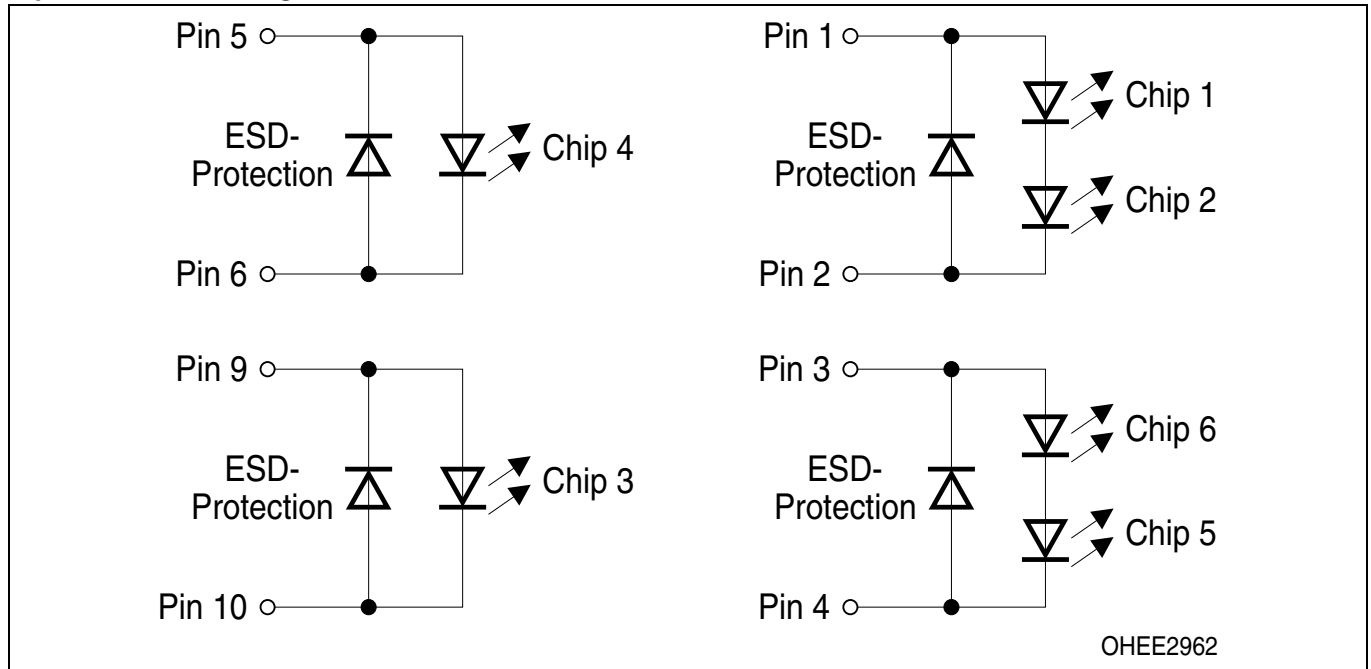 Pin 5
ESD-
Protection
Chip 4
Pin 6
Pin 1
ESD-
Protection
Chip 1
Chip 2
Pin 2
Pin 9
ESD-
Protection
Chip 3
Pin 10
Pin 3
ESD-
Protection
Chip 6
Chip 5
Pin 4
OHEE2962